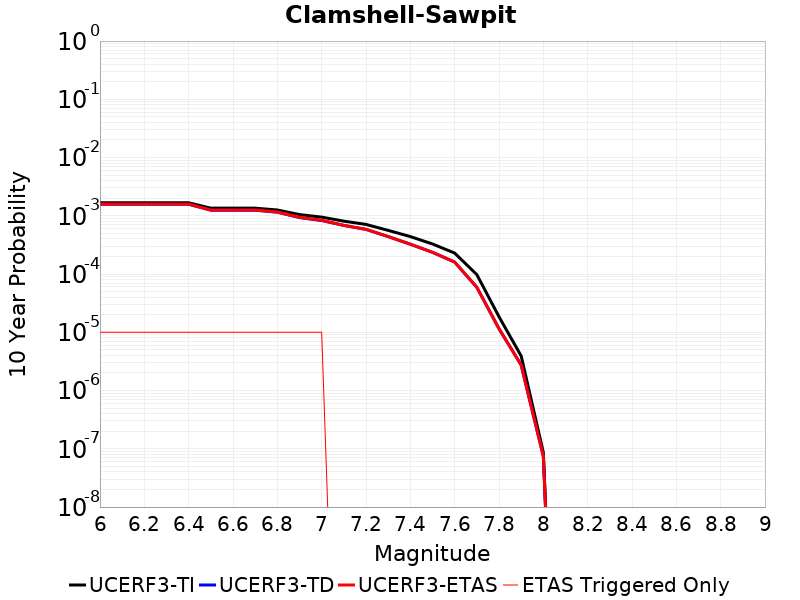 Clamshell-Sawpit
10^0
10^-1
10^-2
10^-3
10^-4
10^-5
10^-6
10^-7
10^-8
10 Year Probability
6 6.2 6.4 6.6 6.8 7 7.2 7.4 7.6 7.8 8 8.2 8.4 8.6 8.8 9
Magnitude
UCERF3-TI UCERF3-TD UCERF3-ETAS ETAS Triggered Only